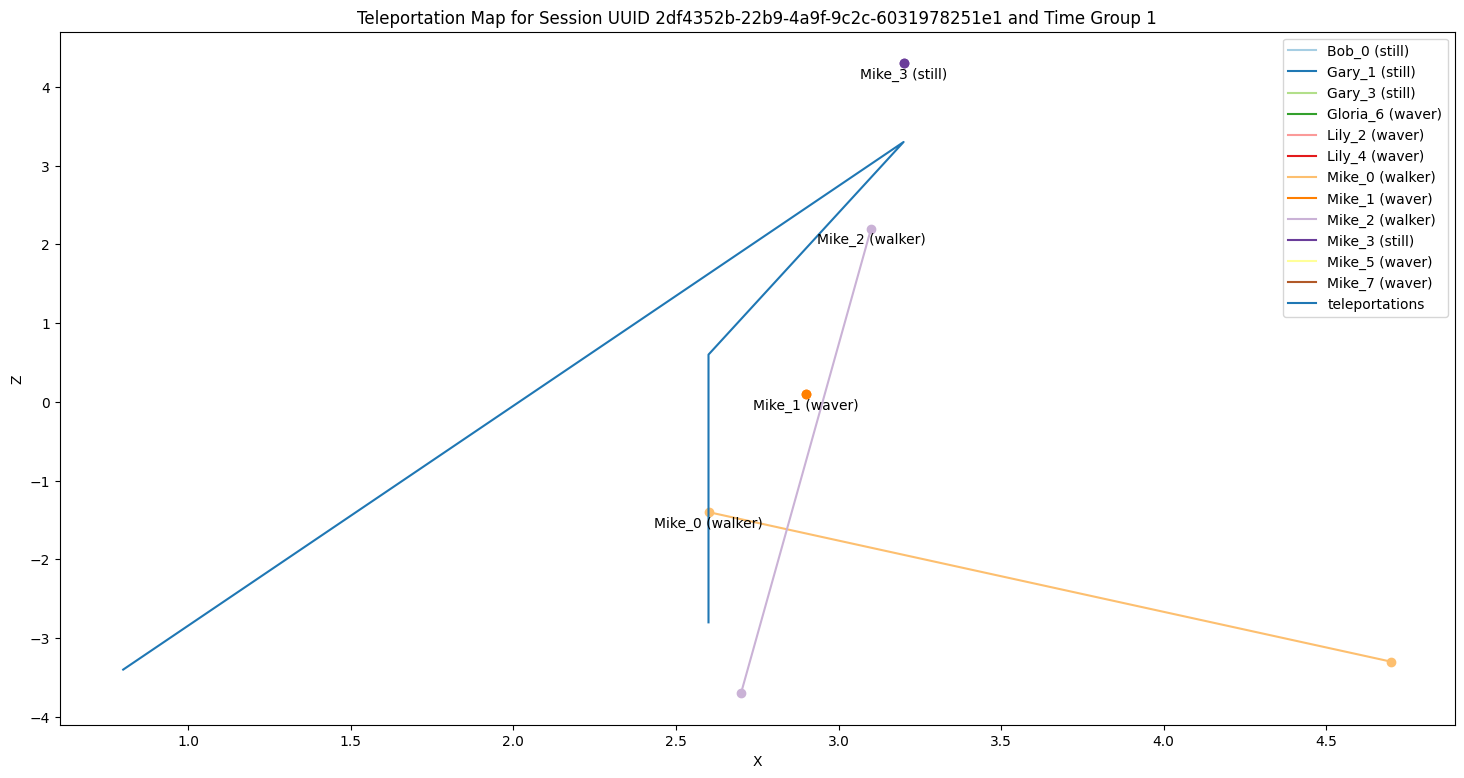 Teleportation Map for Session UUID 2df4352b-22b9-4a9f-9c2c-6031978251e1 and Time Group 1
Bob_0 (still)
Gary_1 (still)
Gary_3 (still)
Gloria_6 (waver)
Lily_2 (waver)
Lily_4 (waver)
Mike_0 (walker)
Mike_1 (waver)
Mike_2 (walker)
Mike_3 (still)
Mike_5 (waver)
Mike_7 (waver)
teleportations
Mike_3 (still)
Mike_2 (walker)
Mike_1 (waver)
Mike_0 (walker)
Z
4
3
2
1
0
−1
−2
−3
−4
1.0 1.5 2.0 2.5 3.0 3.5 4.0 4.5
X